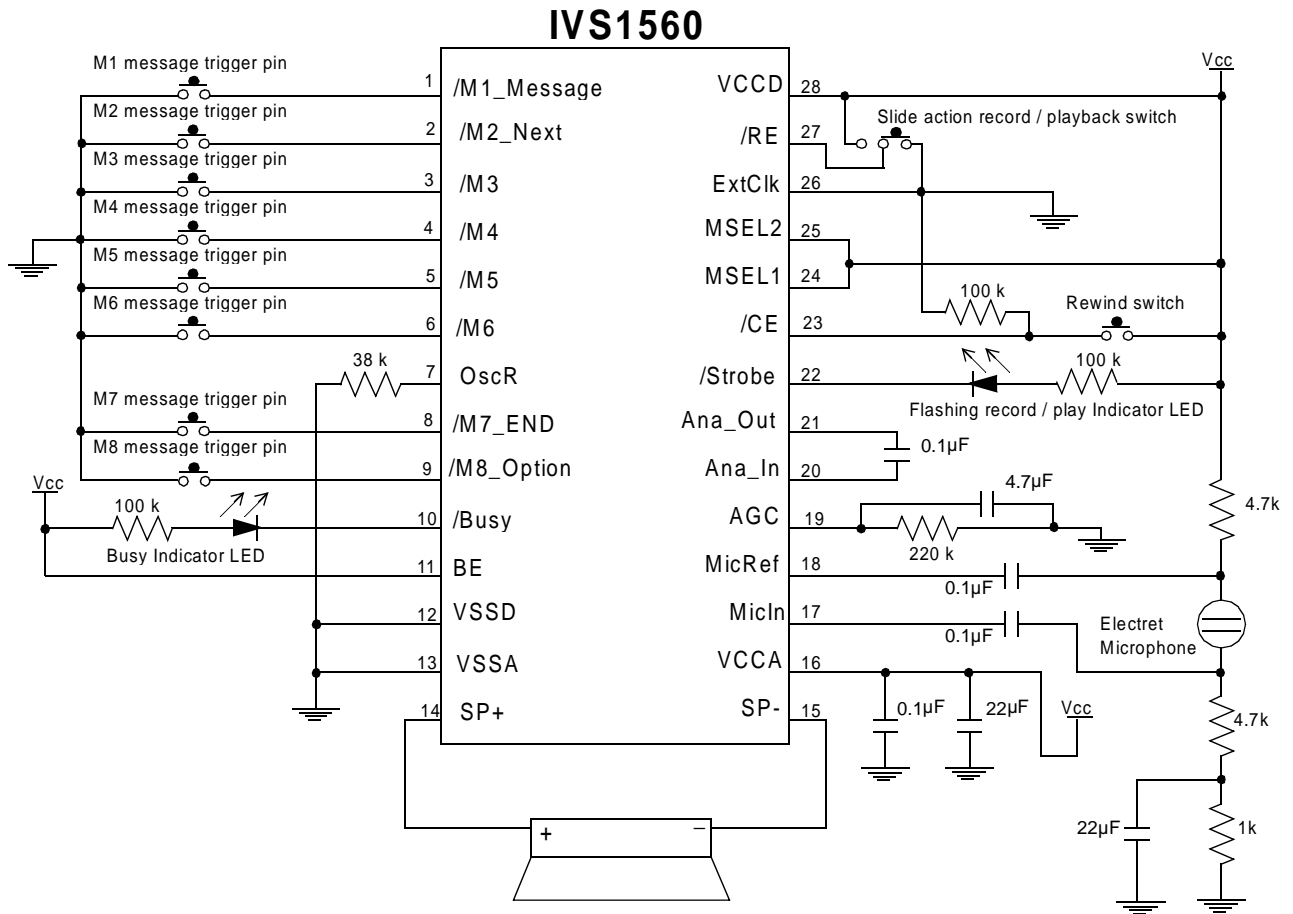 IVS1560
M1 message trigger pin
1
/M1_Message
M2 message trigger pin
2
/M2_Next
M3 message trigger pin
3
/M3
M4 message trigger pin
4
/M4
M5 message trigger pin
5
/M5
M6 message trigger pin
6
/M6
38 k
7
OscR
M7 message trigger pin
8
/M7_END
M8 message trigger pin
9
/M8_Option
Vcc
100 k
10
/Busy
Busy Indicator LED
11
BE
12
VSSD
13
VSSA
14
SP+
VCCD
28
Vcc
Slide action record / playback switch
/RE
27
ExtClk
26
MSEL2
25
MSEL1
24
100 k
Rewind switch
/CE
23
100 k
/Strobe
22
Flashing record / play Indicator LED
Ana_Out
21
0.1µF
Ana_In
20
4.7µF
AGC
19
220 k
4.7k
MicRef
18
0.1µF
MicIn
17
0.1µF
Electret
Microphone
VCCA
16
SP-
15
0.1µF
22µF
Vcc
4.7k
22µF
1k
+
–